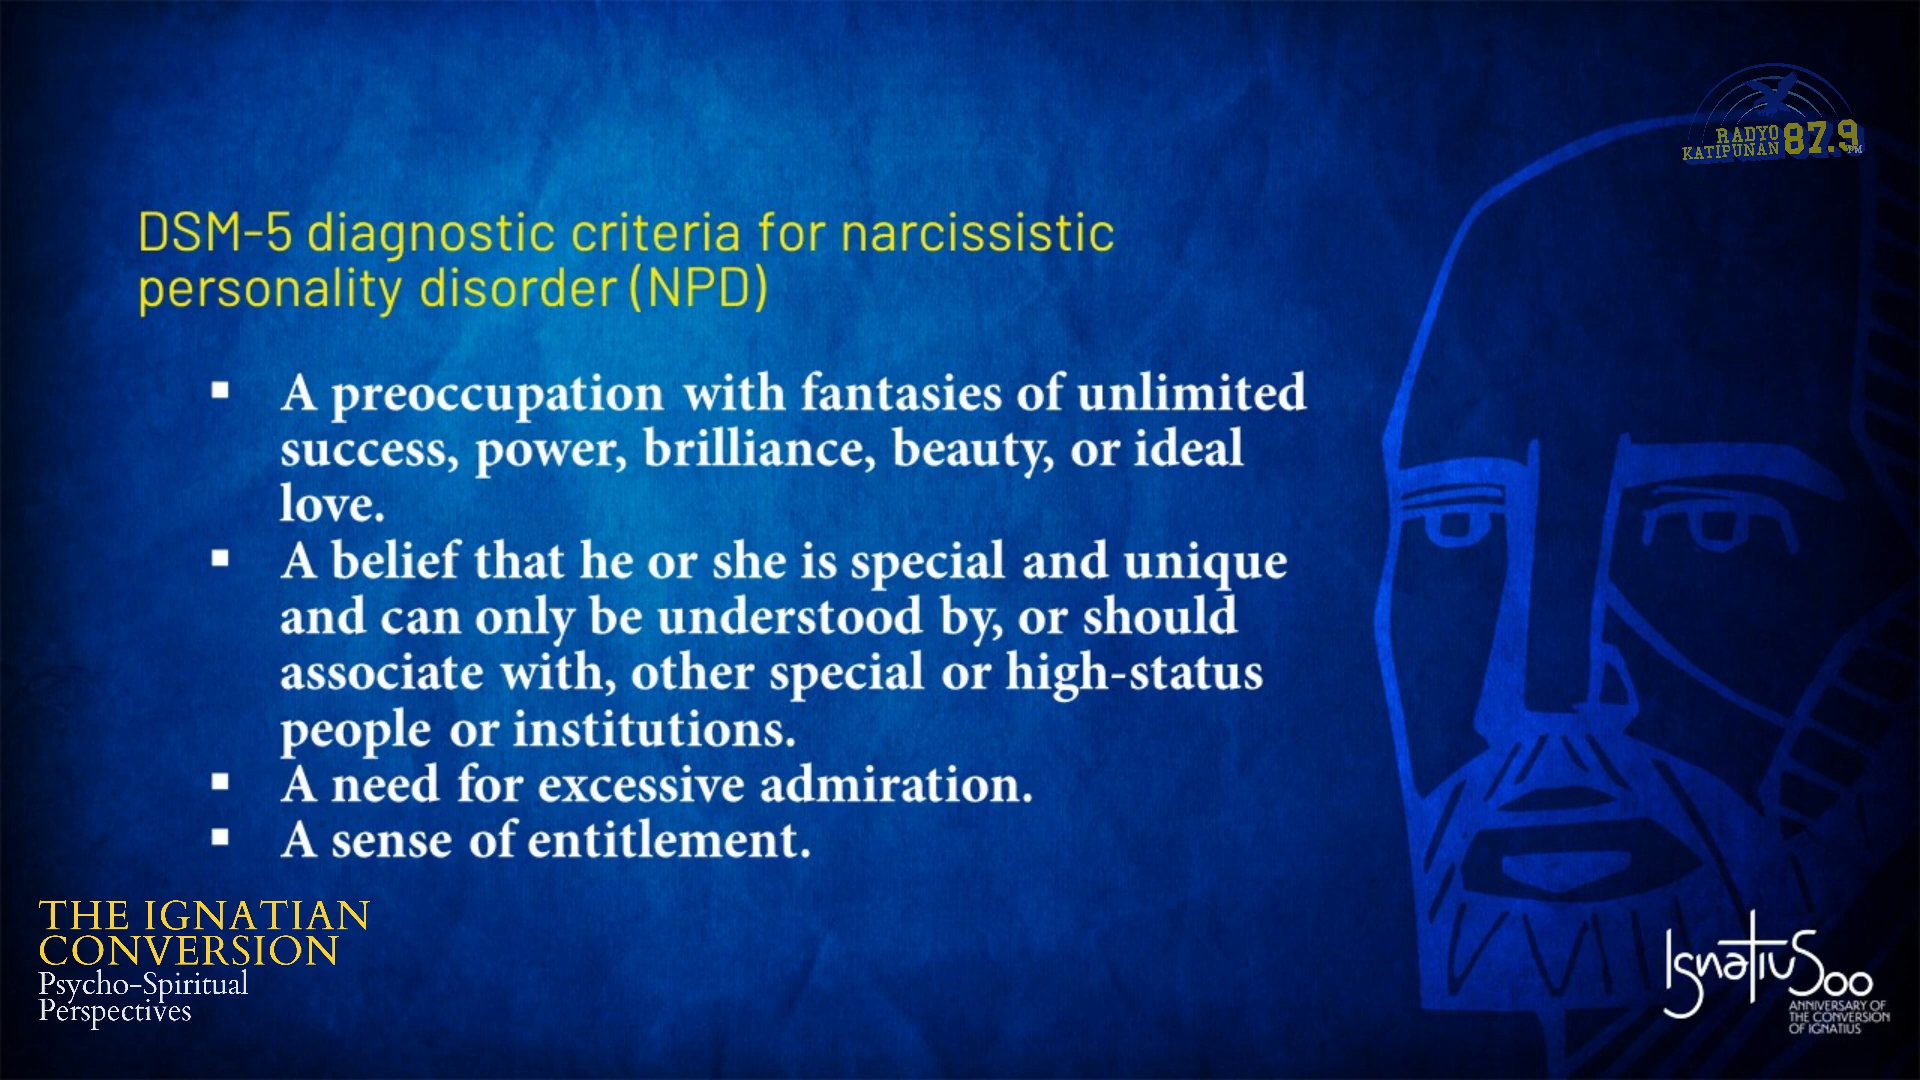 RADYO
KATIPUNAN 87.9 FM
DSM-5 diagnostic criteria for narcissistic
personality disorder (NPD)
▪ A preoccupation with fantasies of unlimited
success, power, brilliance, beauty, or ideal
love.
▪ A belief that he or she is special and unique
and can only be understood by, or should
associate with, other special or high-status
people or institutions.
▪ A need for excessive admiration.
▪ A sense of entitlement.
THE IGNATIAN
CONVERSION
Psycho-Spiritual
Perspectives
Ignatius500
ANNIVERSARY OF
THE CONVERSION
OF IGNATIUS